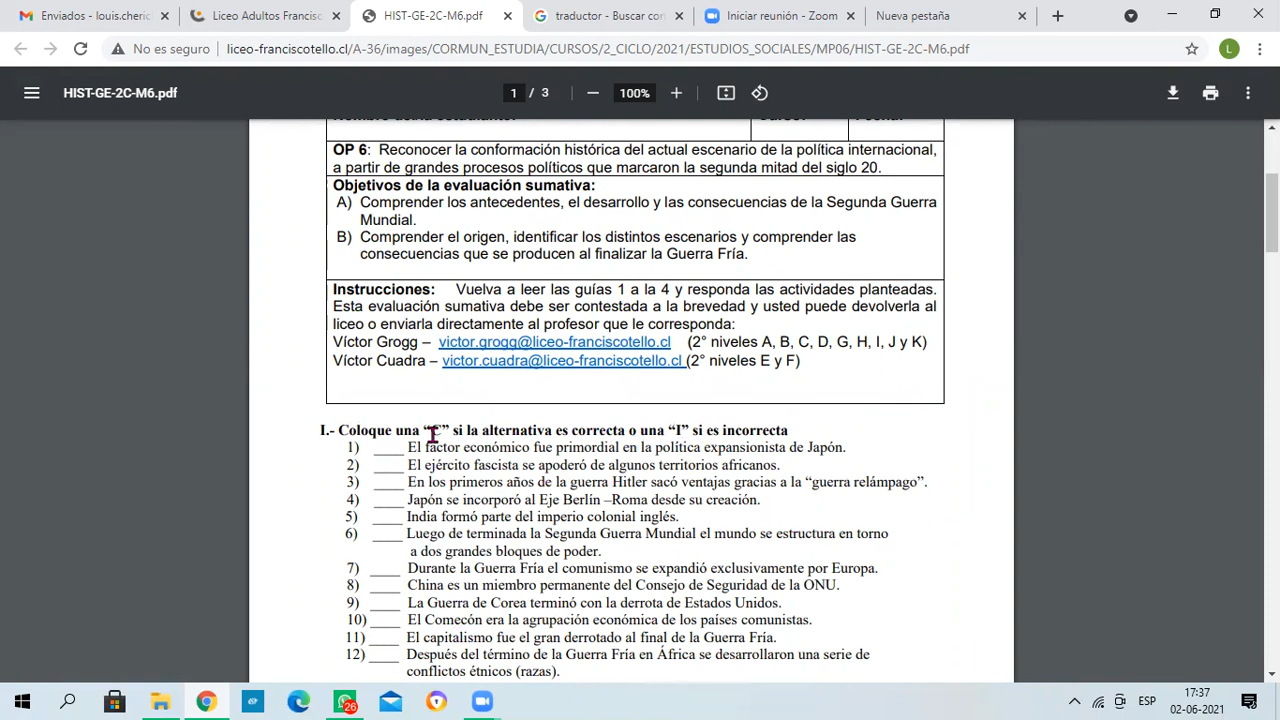 Enviados - louis.cheric
Liceo Adultos Francisc
HIST-GE-2C-M6.pdf
traductor - Buscar con
Iniciar reunión - Zoom
Nueva pestaña
No es seguro
liceo-franciscotello.cl/A-36/images/CORMUN_ESTUDIA/CURSOS/2_CICLO/2021/ESTUDIOS_SOCIALES/MP06/HIST-GE-2C-M6.pdf
L
HIST-GE-2C-M6.pdf
1 / 3
100%
OP 6: Reconocer la conformación histórica del actual escenario de la política internacional,
a partir de grandes procesos políticos que marcaron la segunda mitad del siglo 20.
Objetivos de la evaluación sumativa:
A) Comprender los antecedentes, el desarrollo y las consecuencias de la Segunda Guerra
Mundial.
B) Comprender el origen, identificar los distintos escenarios y comprender las
consecuencias que se producen al finalizar la Guerra Fría.
Instrucciones: Vuelva a leer las guías 1 a la 4 y responda las actividades planteadas.
Esta evaluación sumativa debe ser contestada a la brevedad y usted puede devolverla al
liceo o enviarla directamente al profesor que le corresponda:
Víctor Grogg – victor.grogg@liceo-franciscotello.cl (2° niveles A, B, C, D, G, H, I, J y K)
Víctor Cuadra – victor.cuadra@liceo-franciscotello.cl (2° niveles E y F)
I.- Coloque una “C” si la alternativa es correcta o una “I” si es incorrecta
1) ____ El factor económico fue primordial en la política expansionista de Japón.
2) ____ El ejército fascista se apoderó de algunos territorios africanos.
3) ____ En los primeros años de la guerra Hitler sacó ventajas gracias a la “guerra relámpago”.
4) ____ Japón se incorporó al Eje Berlín –Roma desde su creación.
5) ____ India formó parte del imperio colonial inglés.
6) ____ Luego de terminada la Segunda Guerra Mundial el mundo se estructura en torno
a dos grandes bloques de poder.
7) ____ Durante la Guerra Fría el comunismo se expandió exclusivamente por Europa.
8) ____ China es un miembro permanente del Consejo de Seguridad de la ONU.
9) ____ La Guerra de Corea terminó con la derrota de Estados Unidos.
10) ____ El Comecón era la agrupación económica de los países comunistas.
11) ____ El capitalismo fue el gran derrotado al final de la Guerra Fría.
12) ____ Después del término de la Guerra Fría en África se desarrollaron una serie de
conflictos étnicos (razas).
26
ESP
17:37
02-06-2021